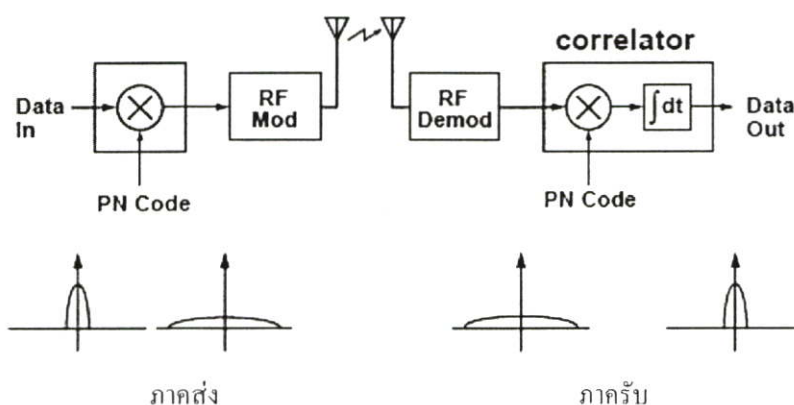 correlator
Data
In
RF
Mod
RF
Demod
∫dt
Data
Out
PN Code
PN Code
ภาคส่ง
ภาครับ